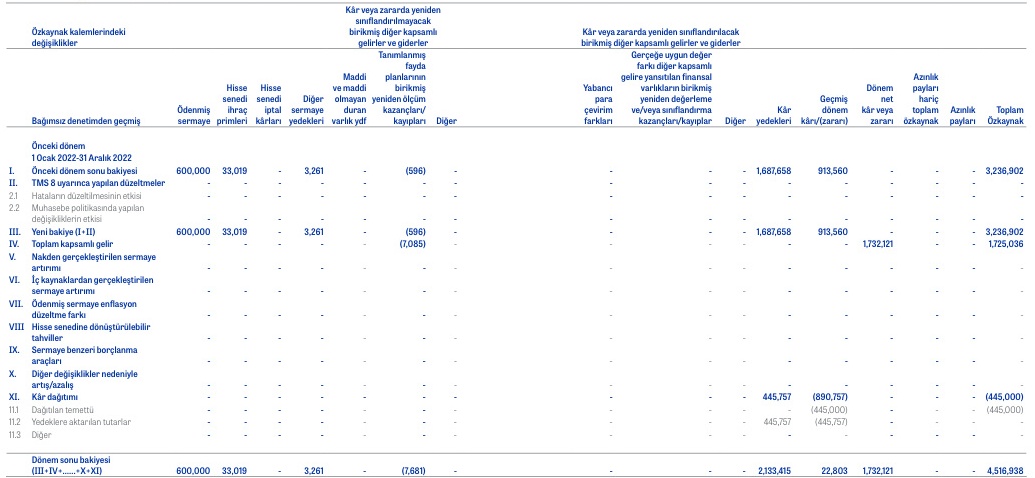 Özkaynak kalemlerindeki
değişiklikler
Kâr veya zararda yeniden
sınıflandırılmayacak
birikmiş diğer kapsamlı
gelirler ve giderler
Kâr veya zararda yeniden sınıflandırılacak
birikmiş diğer kapsamlı gelirler ve giderler
Bağımsız denetimden geçmiş
Ödenmiş
sermaye
Hisse
senedi
ihraç
primleri
Hisse
senedi
iptal
kârları
Diğer
sermaye
yedekleri
Maddi
ve maddi
olmayan
duran
varlık ydf
Tanımlanmış
fayda
planlarının
birikmiş
yeniden ölçüm
kazançları/
kayıpları
Diğer
Yabancı
para
çevirim
farkları
Gerçeğe uygun değer
farkı diğer kapsamlı
gelire yansıtılan finansal
varlıkların birikmiş
yeniden değerleme
ve/veya sınıflandırma
kazançları/kayıplar
Diğer
Kâr
yedekleri
Geçmiş
dönem
kârı/(zararı)
Dönem
net
kâr veya
zararı
Azınlık
payları
hariç
toplam
özkaynak
Azınlık
payları
Toplam
Özkaynak
Önceki dönem
1 Ocak 2022-31 Aralık 2022
I. Önceki dönem sonu bakiyesi 600,000 33,019 - 3,261 - (596) - - - - 1,687,658 913,560 - - - 3,236,902
II. TMS 8 uyarınca yapılan düzeltmeler - - - - - - - - - - - - - - - -
2.1 Hataların düzeltilmesinin etkisi - - - - - - - - - - - - - - - -
2.2 Muhasebe politikasında yapılan
değişikliklerin etkisi - - - - - - - - - - - - - - - -
III. Yeni bakiye (I+II) 600,000 33,019 - 3,261 - (596) - - - - 1,687,658 913,560 - - - 3,236,902
IV. Toplam kapsamlı gelir - - - - - (7,085) - - - - - - 1,732,121 - - 1,725,036
V. Nakden gerçekleştirilen sermaye
artırımı - - - - - - - - - - - - - - - -
VI. İç kaynaklardan gerçekleştirilen
sermaye artırımı - - - - - - - - - - - - - - - -
VII. Ödenmiş sermaye enflasyon
düzeltme farkı - - - - - - - - - - - - - - - -
VIII Hisse senedine dönüştürülebilir
tahviller - - - - - - - - - - - - - - - -
IX. Sermaye benzeri borçlanma
araçları - - - - - - - - - - - - - - - -
X. Diğer değişiklikler nedeniyle
artış/azalış - - - - - - - - - - - - - - - -
XI. Kâr dağıtımı - - - - - - - - - - 445,757 (890,757) - - - (445,000)
11.1 Dağıtılan temettü - - - - - - - - - - - (445,000) - - - (445,000)
11.2 Yedeklere aktarılan tutarlar - - - - - - - - - - 445,757 (445,757) - - - -
11.3 Diğer - - - - - - - - - - - - - - - -
Dönem sonu bakiyesi
(III+IV+......+X+XI) 600,000 33,019 - 3,261 - (7,681) - - - - 2,133,415 22,803 1,732,121 - - 4,516,938